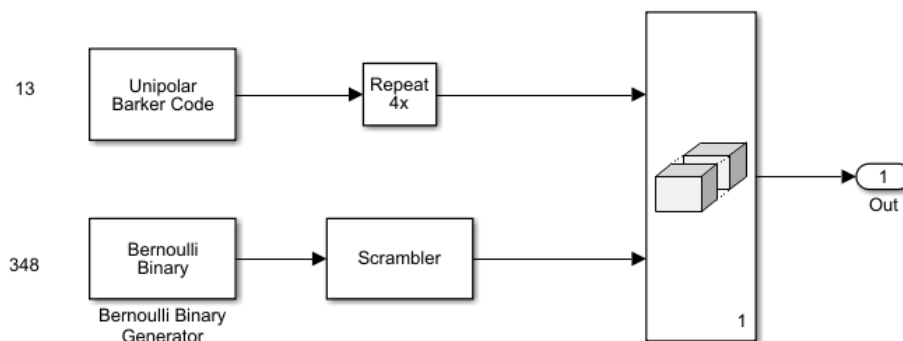 13
Unipolar
Barker Code
Repeat
4x
1
Out
348
Bernoulli
Binary
Scrambler
Bernoulli Binary
Generator
1